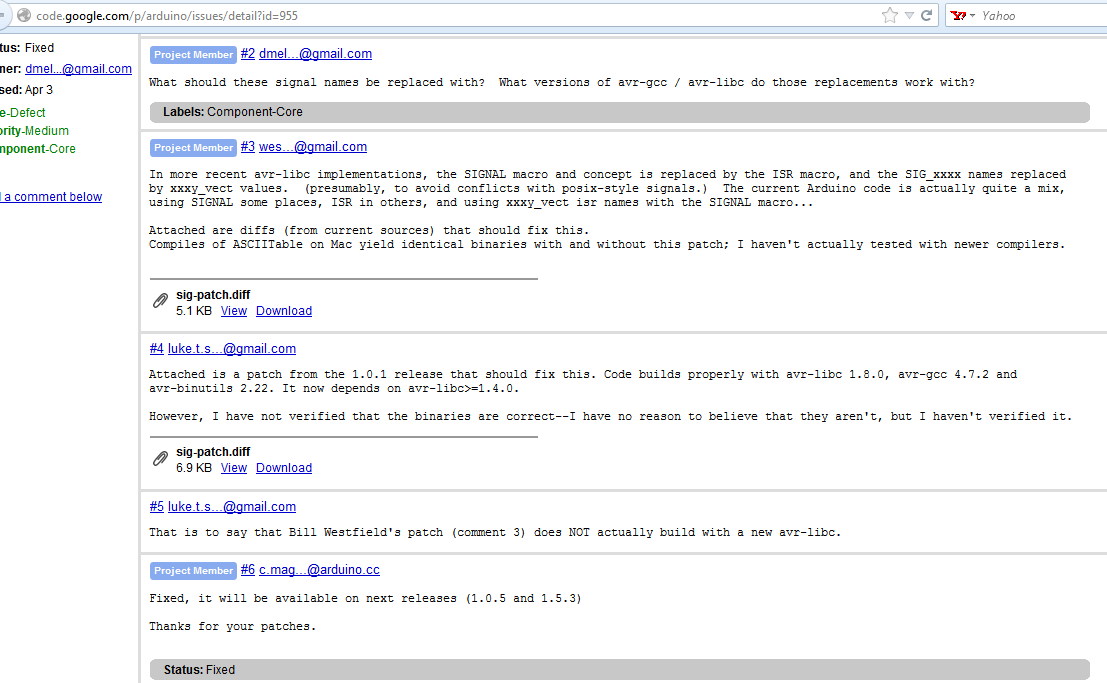 code.google.com/p/arduino/issues/detail?id=955
Yahoo
tus: Fixed
ner: dmel...@gmail.com
sed: Apr 3
e-Defect
ority-Medium
mponent-Core
l a comment below
Project Member #2 dmel...@gmail.com
What should these signal names be replaced with?  What versions of avr-gcc / avr-libc do those replacements work with?
Labels: Component-Core
Project Member #3 wes...@gmail.com
In more recent avr-libc implementations, the SIGNAL macro and concept is replaced by the ISR macro, and the SIG_xxxx names replaced
by xxxy_vect values.  (presumably, to avoid conflicts with posix-style signals.)  The current Arduino code is actually quite a mix,
using SIGNAL some places, ISR in others, and using xxxy_vect isr names with the SIGNAL macro...
Attached are diffs (from current sources) that should fix this.
Compiles of ASCIITable on Mac yield identical binaries with and without this patch; I haven't actually tested with newer compilers.
sig-patch.diff
5.1 KB View Download
#4 luke.t.s...@gmail.com
Attached is a patch from the 1.0.1 release that should fix this. Code builds properly with avr-libc 1.8.0, avr-gcc 4.7.2 and
avr-binutils 2.22. It now depends on avr-libc>=1.4.0.
However, I have not verified that the binaries are correct--I have no reason to believe that they aren't, but I haven't verified it.
sig-patch.diff
6.9 KB View Download
#5 luke.t.s...@gmail.com
That is to say that Bill Westfield's patch (comment 3) does NOT actually build with a new avr-libc.
Project Member #6 c.mag...@arduino.cc
Fixed, it will be available on next releases (1.0.5 and 1.5.3)
Thanks for your patches.
Status: Fixed